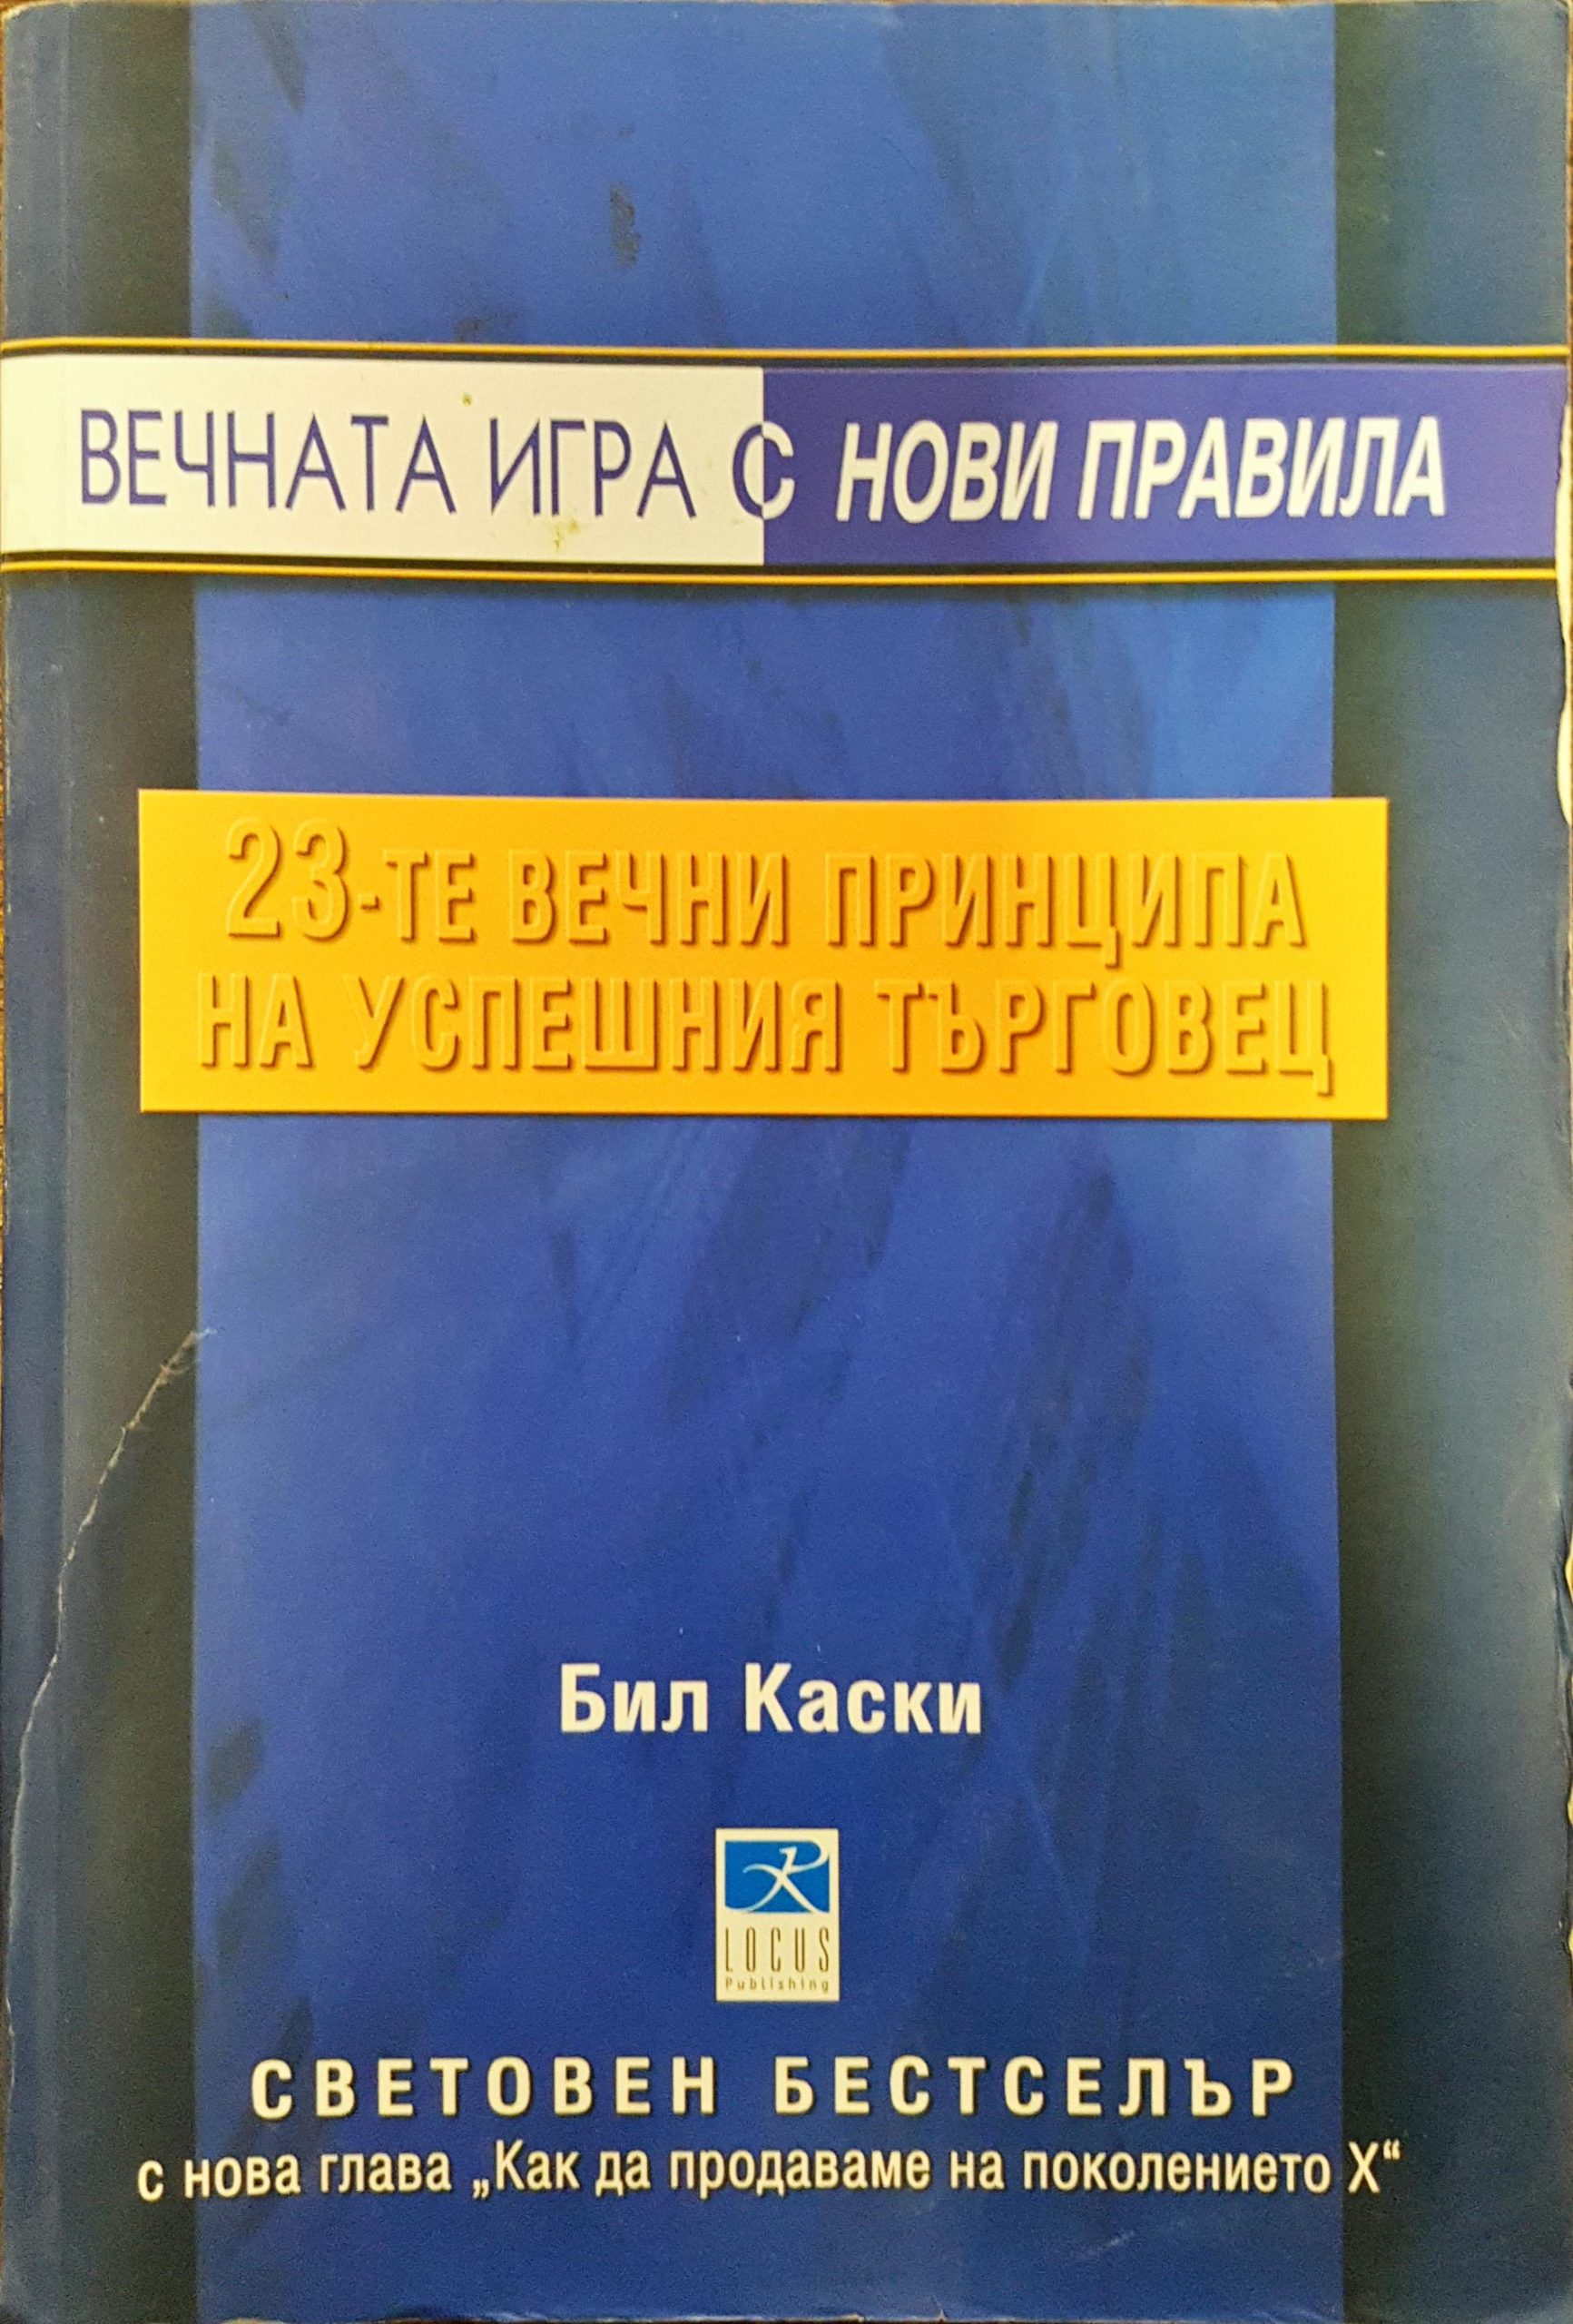 ВЕЧНАТА ИГРА С НОВИ ПРАВИЛА
23-ТЕ ВЕЧНИ ПРИНЦИПА
НА УСПЕШНИЯ ТЪРГОВЕЦ
Бил Каски
LOCUS
Publishing
СВЕТОВЕН БЕСТСЕЛЪР
с нова глава „Как да продаваме на поколението Х“